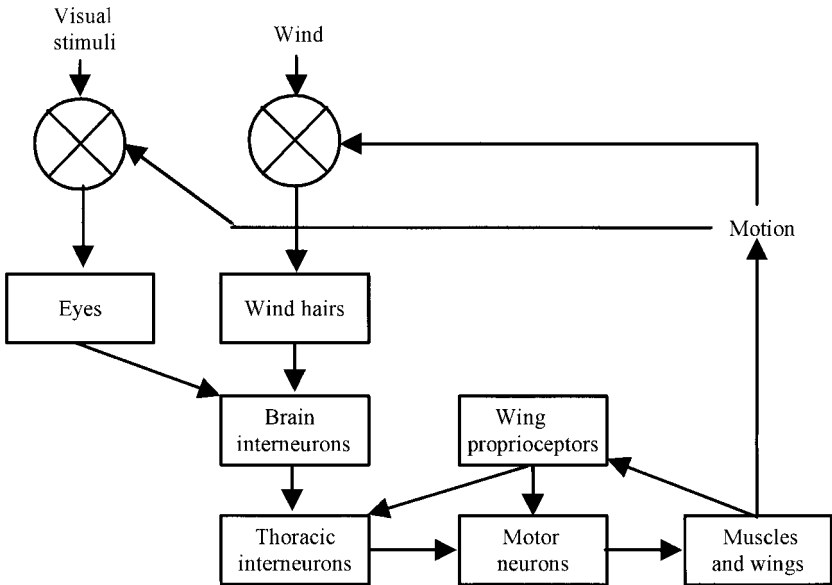 Visual
stimuli
Wind
Motion
Eyes
Wind hairs
Brain
interneurons
Wing
proprioceptors
Thoracic
interneurons
Motor
neurons
Muscles
and wings